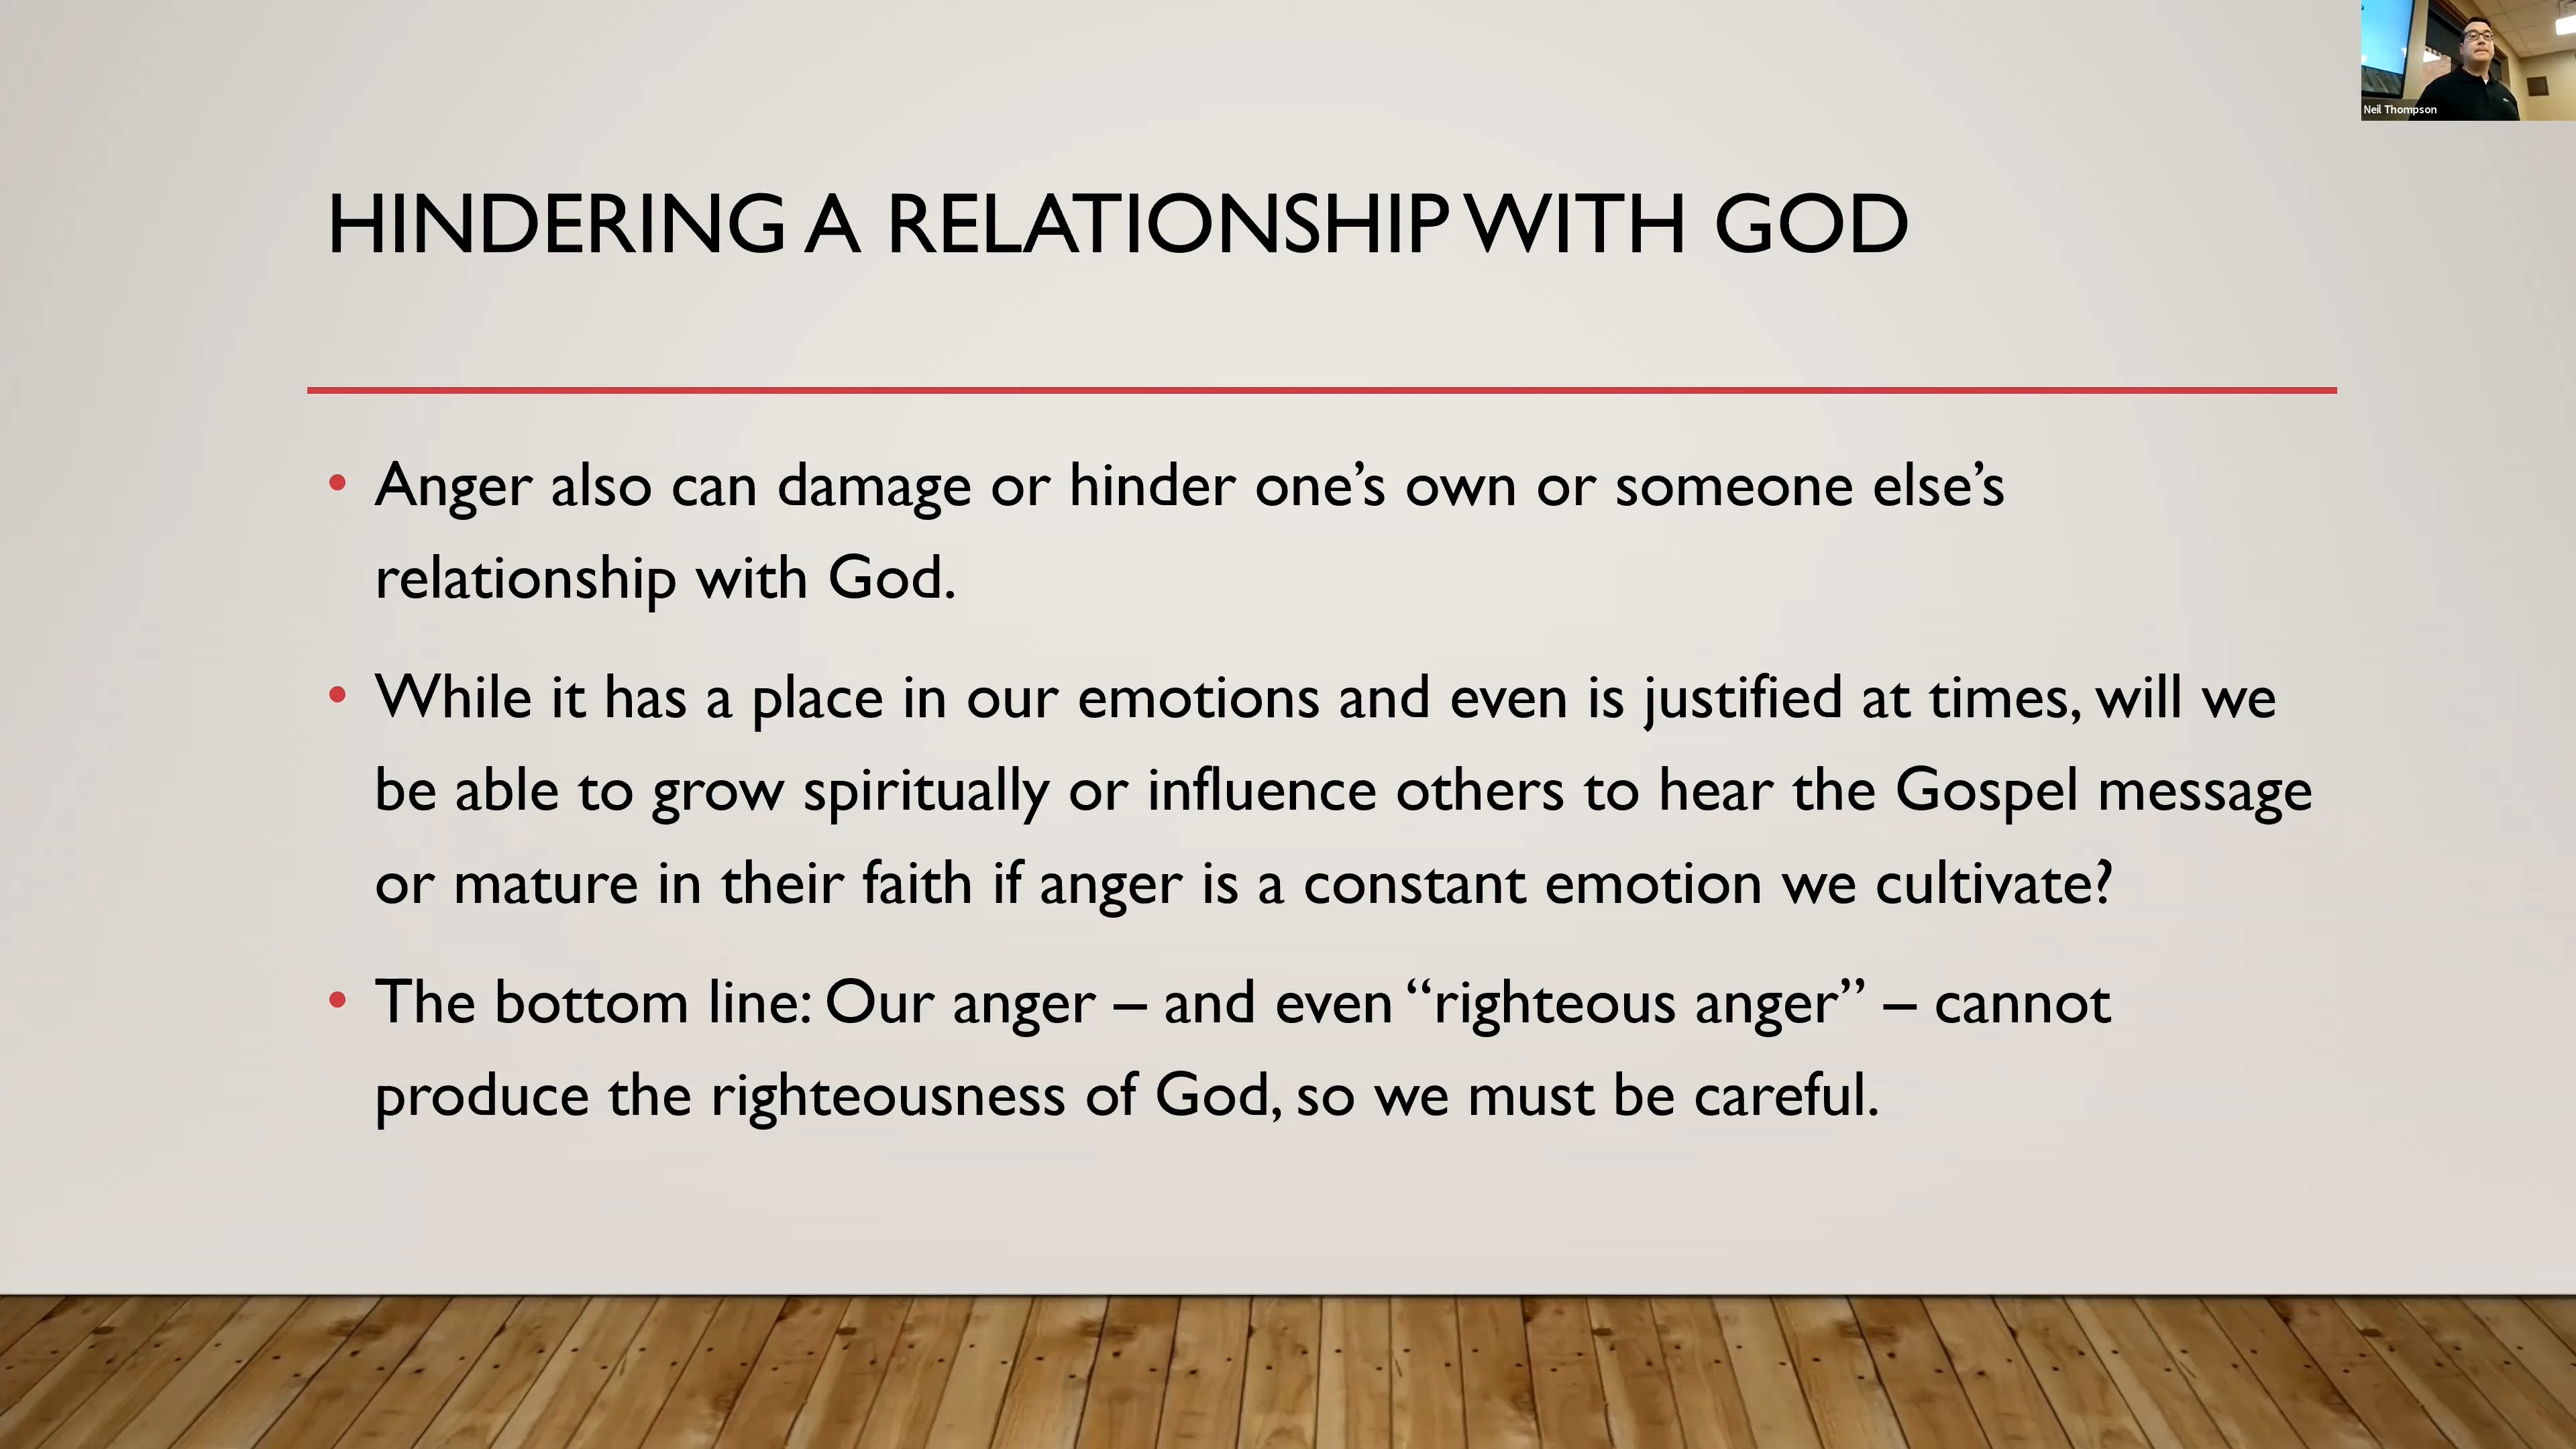 Neil Thompson
HINDERING A RELATIONSHIP WITH GOD
• Anger also can damage or hinder one’s own or someone else’s
relationship with God.
• While it has a place in our emotions and even is justified at times, will we
be able to grow spiritually or influence others to hear the Gospel message
or mature in their faith if anger is a constant emotion we cultivate?
• The bottom line: Our anger – and even “righteous anger” – cannot
produce the righteousness of God, so we must be careful.